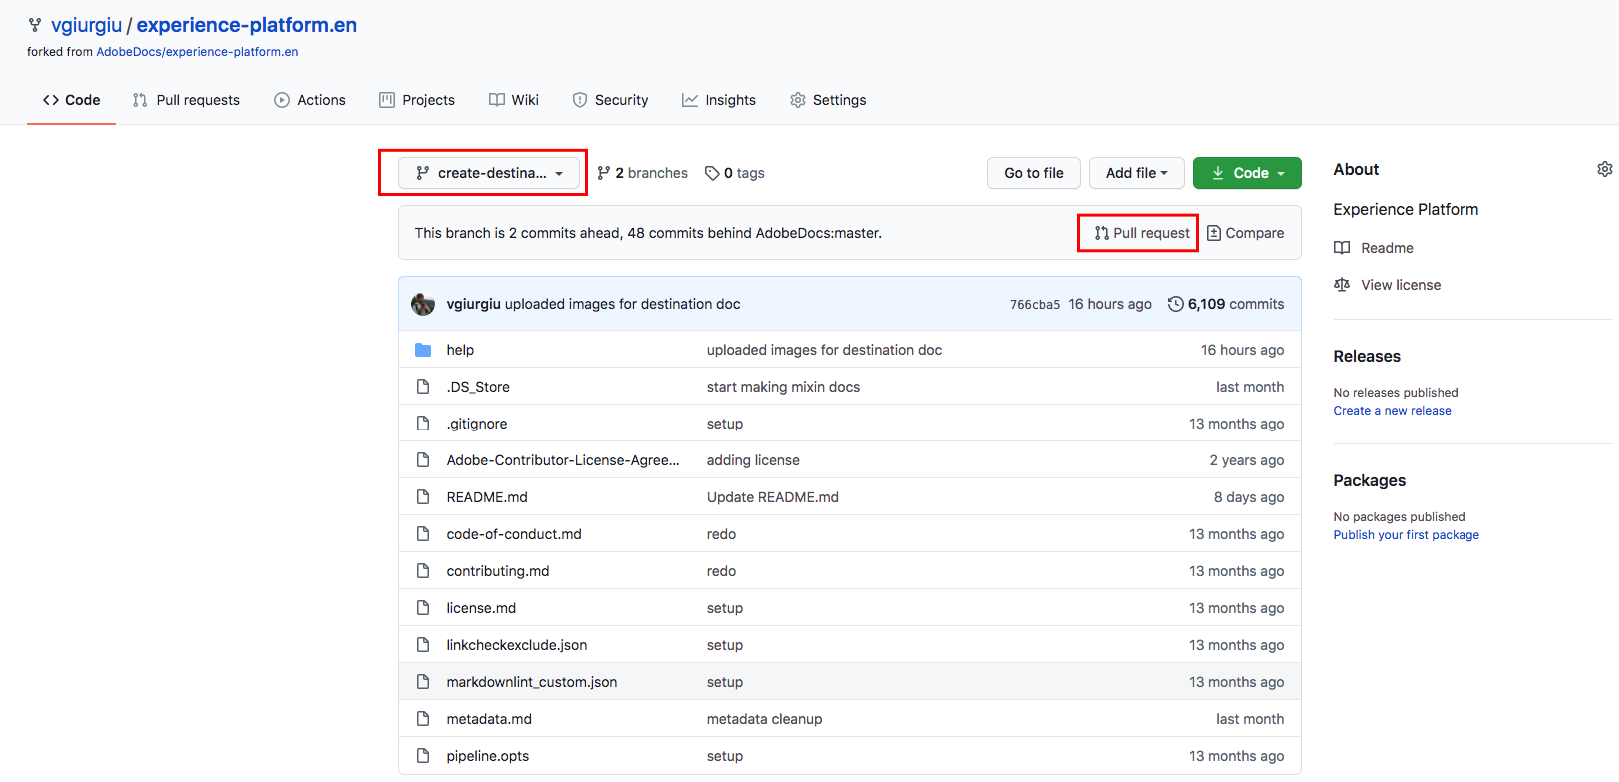 vgiurgiu / experience-platform.en
forked from AdobeDocs/experience-platform.en
Code Pull requests Actions Projects Wiki Security Insights Settings
create-destina... 2 branches 0 tags Go to file Add file Code
This branch is 2 commits ahead, 48 commits behind AdobeDocs:master. Pull request Compare
vgiurgiu uploaded images for destination doc 766cba5 16 hours ago 6,109 commits
help uploaded images for destination doc 16 hours ago
.DS_Store start making mixin docs last month
.gitignore setup 13 months ago
Adobe-Contributor-License-Agree... adding license 2 years ago
README.md Update README.md 8 days ago
code-of-conduct.md redo 13 months ago
contributing.md redo 13 months ago
license.md setup 13 months ago
linkcheckexclude.json setup 13 months ago
markdownlint_custom.json setup 13 months ago
metadata.md metadata cleanup last month
pipeline.opts setup 13 months ago
About
Experience Platform
Readme
View license
Releases
No releases published
Create a new release
Packages
No packages published
Publish your first package